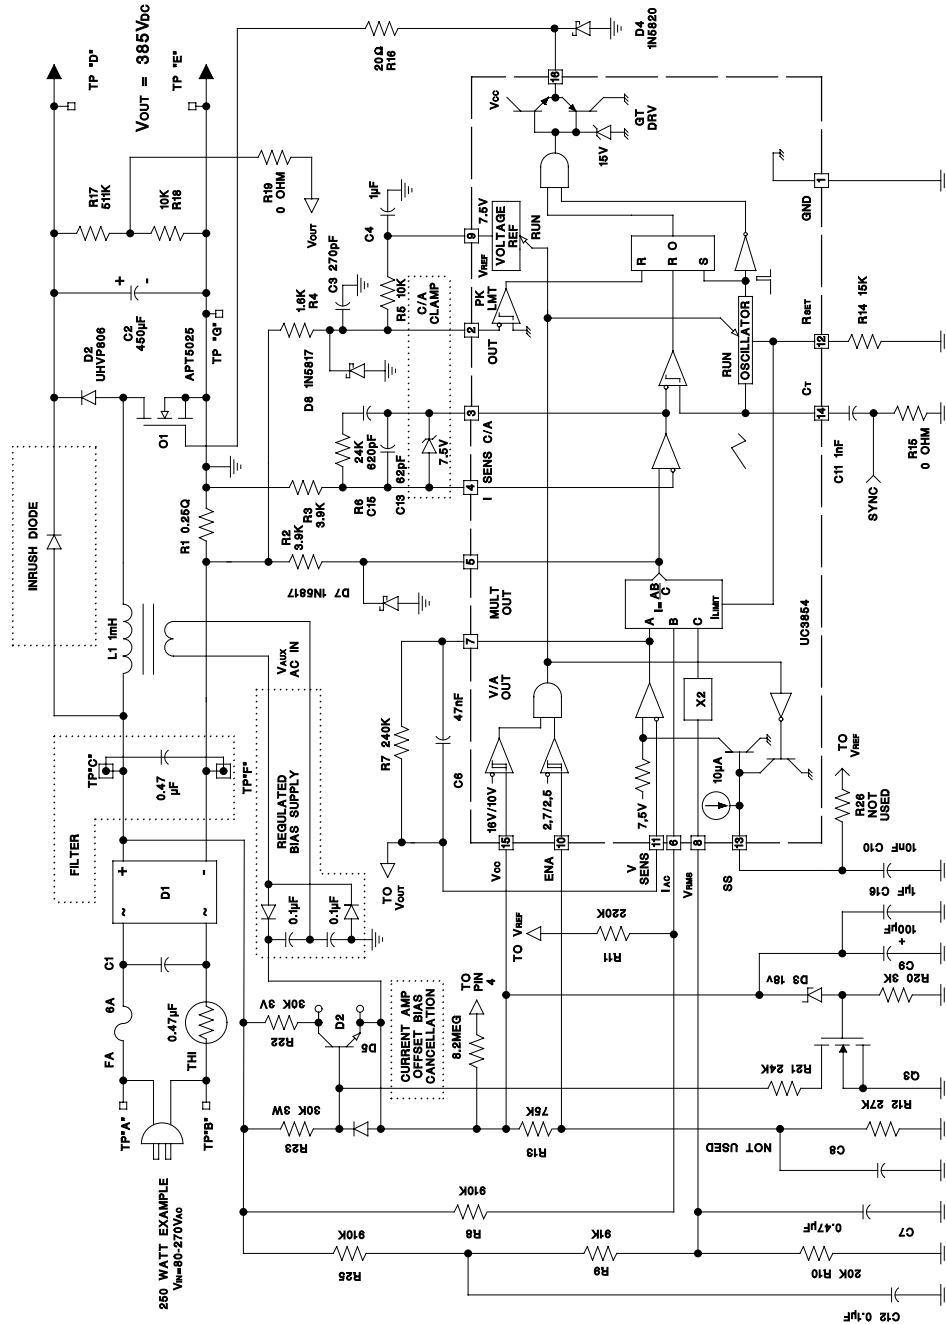 250 WATT EXAMPLE
VIN=80-270VAC
TP"A"
TP"B"
FA
6A
THI
0.47µF
C1
D1
~
~
+
-
FILTER
TP"C"
0.47
µF
TP"F"
INRUSH DIODE
L1 1mH
VAUX
AC IN
REGULATED
BIAS SUPPLY
0.1µF
0.1µF
R1 0.25Q
D2
UHVP806
Q1
APT5025
C2
450µF
+
-
TP "G"
R17
511K
10K
R18
TP "D"
TP "E"
VOUT = 385VDC
R19
0 OHM
VOUT
20Ω
R16
D4
1N5820
R23
30K 3W
R22
30K 3V
D2
D5
CURRENT AMP
OFFSET BIAS
CANCELLATION
8.2MEG
TO
PIN
4
R13
75K
TO VREF
R11
220K
TO
VOUT
R7 240K
C6
47nF
D7 1N5817
R2
3.9K
R3
3.9K
R6
C15
C13
24K
620pF
62pF
7.5V
C/A
CLAMP
D8 1N5817
1.6K
R4
C3 270pF
R5 10K
C4
1µF
R8
910K
R25
910K
R9
91K
R10
20K
C12 0.1µF
C7
0.47µF
NOT USED
C8
R12 27K
R21 24K
Q3
D3 18v
R20 3K
C9
100µF
+
1µF C16
10nF C10
R26
NOT
USED
TO
VREF
VCC
15
ENA
10
V
SENS
11
IAC
6
VRMS
8
SS
13
16V/10V
2,7/2,5
7,5V
10µA
V/A
OUT
7
MULT
OUT
5
I SENS
4
C/A
3
OUT
2
PK
LMT
VREF
9
7.5V
VOLTAGE
REF
RUN
A
B
C
I=AB/C
ILIMIT
X2
UC3854
R
R O
S
RUN
OSCILLATOR
VCC
16
15V
GT
DRV
GND
1
RSET
12
R14 15K
CT
14
C11 1nF
SYNC
R15
0 OHM